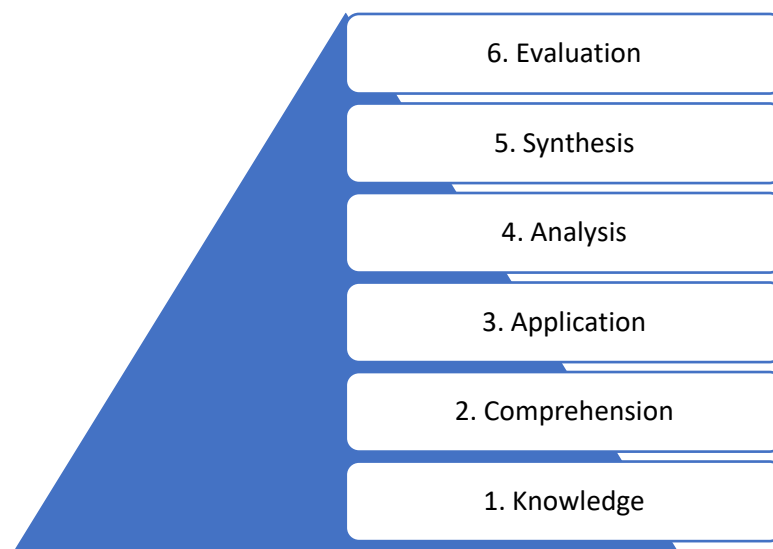 6. Evaluation
5. Synthesis
4. Analysis
3. Application
2. Comprehension
1. Knowledge